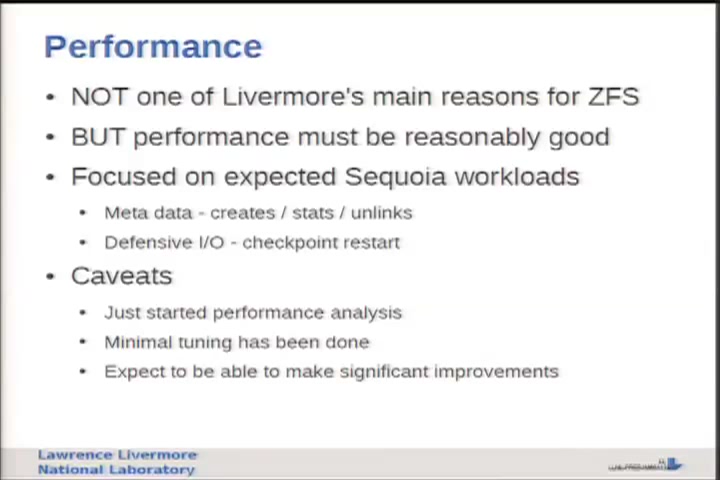 Performance
• NOT one of Livermore's main reasons for ZFS
• BUT performance must be reasonably good
• Focused on expected Sequoia workloads
• Meta data - creates / stats / unlinks
• Defensive I/O - checkpoint restart
• Caveats
• Just started performance analysis
• Minimal tuning has been done
• Expect to be able to make significant improvements
Lawrence Livermore
National Laboratory